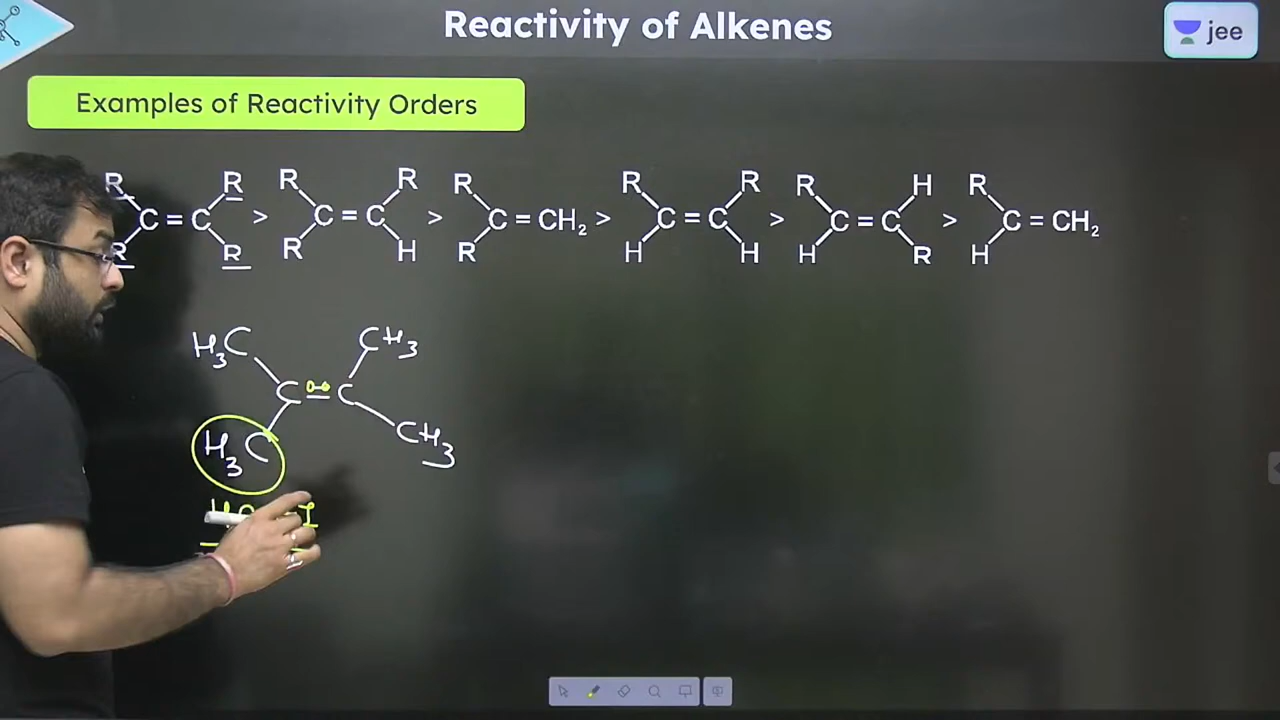 Reactivity of Alkenes
jee
Examples of Reactivity Orders
R R R R R R R R H R
C = C > C = C > C = CH₂ > C = C > C = C > C = CH₂
R R R H R H H H R H
H₃C CH₃
C = C
H₃C CH₃